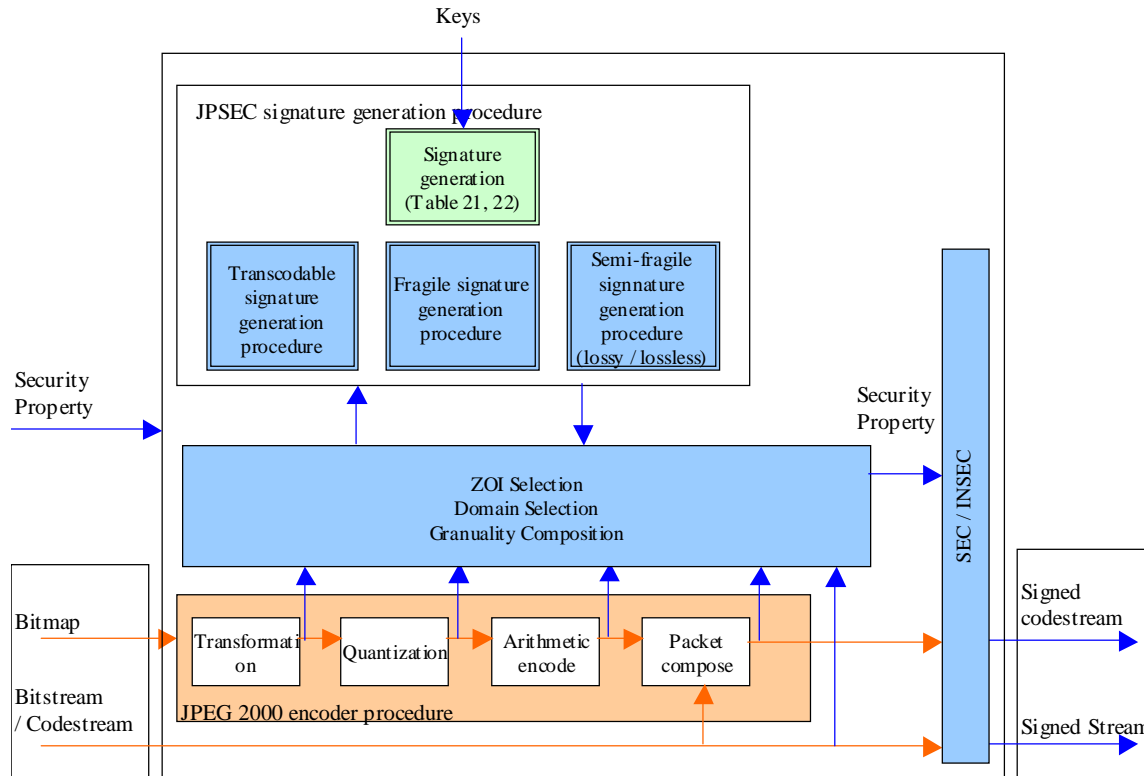 Keys
JPSEC signature generation procedure
Signature
generation
(Table 21, 22)
Transcodable
signature
generation
procedure
Fragile signature
generation
procedure
Semi-fragile
signnature
generation
procedure
(lossy / lossless)
Security
Property
Security
Property
ZOI Selection
Domain Selection
Granuality Composition
SEC / INSEC
Bitmap
Transformati
on
Quantization
Arithmetic
encode
Packet
compose
Signed
codestream
Bitstream
/ Codestream
JPEG 2000 encoder procedure
Signed Stream